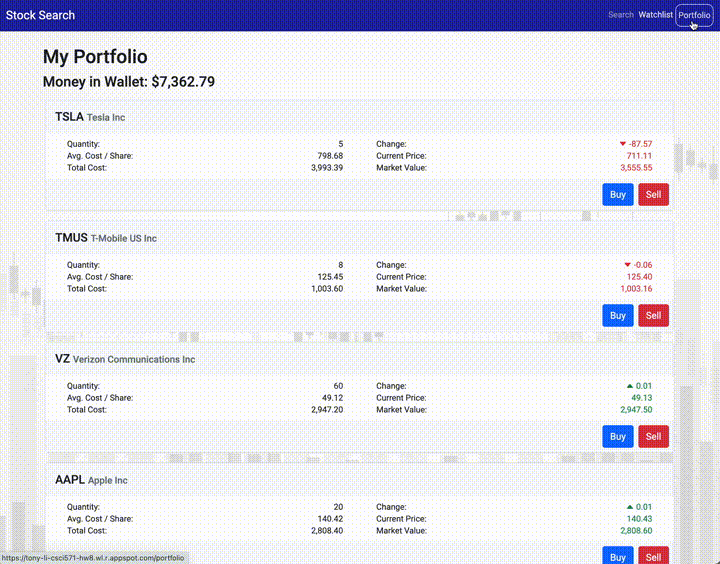 Stock Search Search Watchlist Portfolio
My Portfolio
Money in Wallet: $7,362.79
TSLA Tesla Inc
Quantity: 5 Change: -87.57
Avg. Cost / Share: 798.68 Current Price: 711.11
Total Cost: 3,993.39 Market Value: 3,555.55
Buy Sell
TMUS T-Mobile US Inc
Quantity: 8 Change: -0.06
Avg. Cost / Share: 125.45 Current Price: 125.40
Total Cost: 1,003.60 Market Value: 1,003.16
Buy Sell
VZ Verizon Communications Inc
Quantity: 60 Change: 0.01
Avg. Cost / Share: 49.12 Current Price: 49.13
Total Cost: 2,947.20 Market Value: 2,947.50
Buy Sell
AAPL Apple Inc
Quantity: 20 Change: 0.01
Avg. Cost / Share: 140.42 Current Price: 140.43
Total Cost: 2,808.40 Market Value: 2,808.60
Buy Sell
https://tony-li-csci571-hw8.wl.r.appspot.com/portfolio